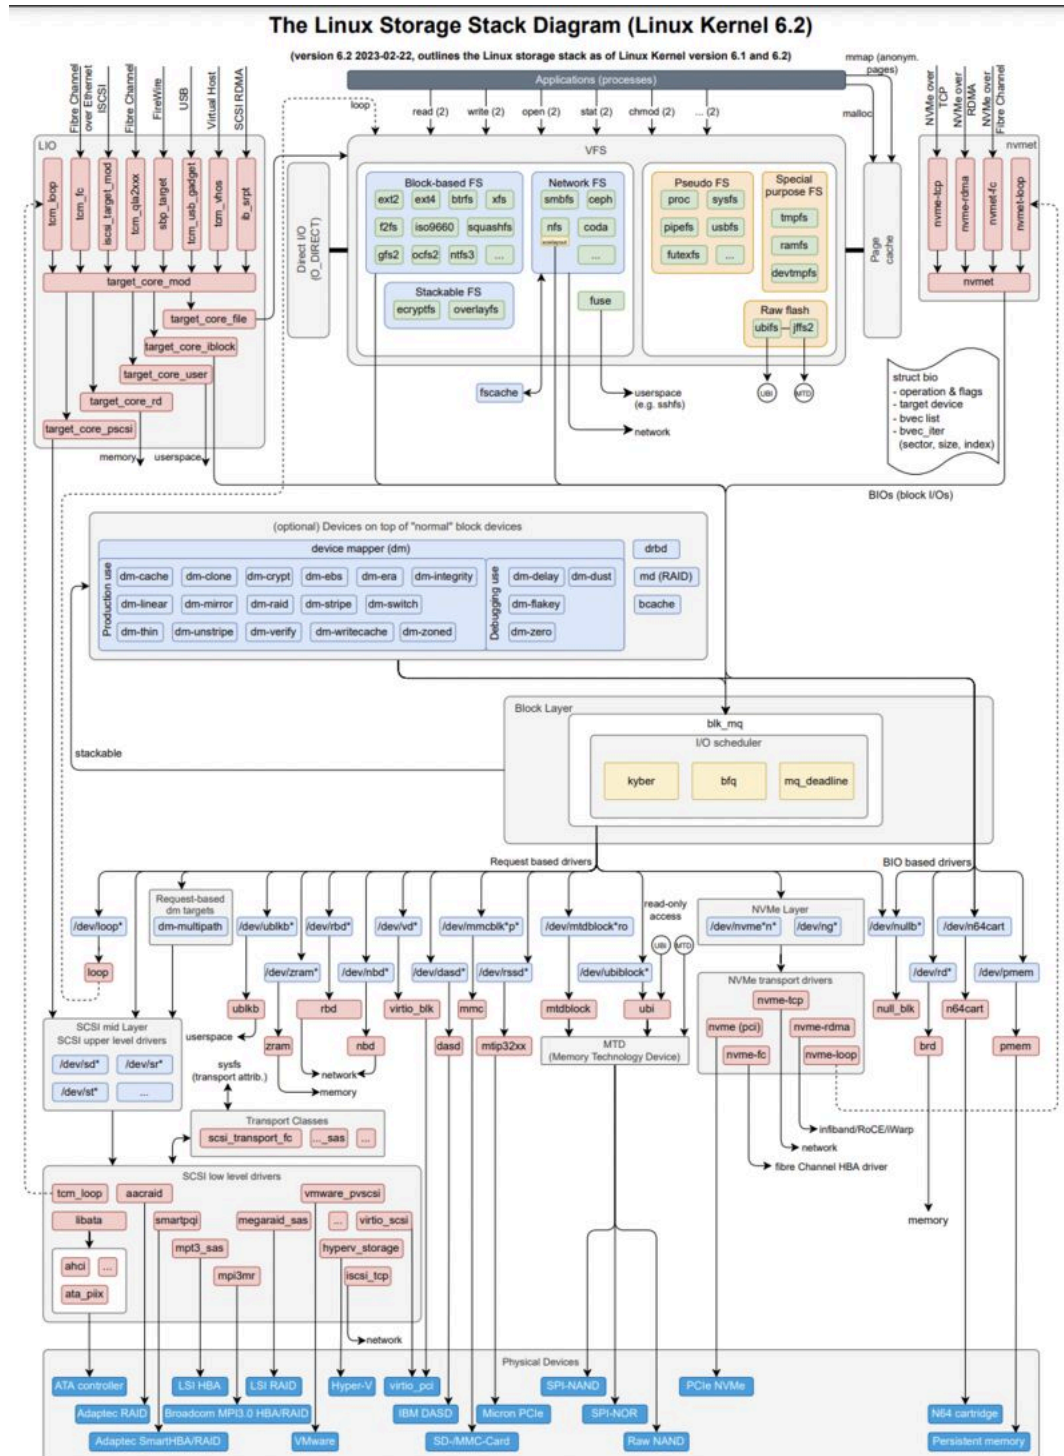 The Linux Storage Stack Diagram (Linux Kernel 6.2)
(version 6.2 2023-02-22, outlines the Linux storage stack as of Linux Kernel version 6.1 and 6.2)
mmap (anonym. pages)
Applications (processes)
loop
read (2)
write (2)
open (2)
stat (2)
chmod (2)
... (2)
malloc
Fibre Channel over Ethernet
ISCSI
Fibre Channel
FireWire
USB
Virtual Host
SCSI RDMA
LIO
tcm_loop
tcm_fc
iscsi_target_mod
tcm_qla2xxx
sbp_target
tcm_usb_gadget
tcm_vhos
ib_srpt
target_core_mod
target_core_file
target_core_iblock
target_core_user
target_core_rd
target_core_pscsi
memory
userspace
Direct I/O
(O_DIRECT)
VFS
Block-based FS
ext2
ext4
btrfs
xfs
f2fs
iso9660
squashfs
gfs2
ocfs2
ntfs3
...
Stackable FS
ecryptfs
overlayfs
Network FS
smbfs
ceph
nfs
coda
...
fuse
Pseudo FS
proc
sysfs
pipefs
usbfs
futexfs
...
Special
purpose FS
tmpfs
ramfs
devtmpfs
Raw flash
ubifs
jffs2
UBI
MTD
Page
cache
fscache
userspace
(e.g. sshfs)
network
NVMe over TCP
NVMe over RDMA
NVMe over Fibre Channel
nvmet
nvme-tcp
nvme-rdma
nvmet-fc
nvmet-loop
nvmet
struct bio
- operation & flags
- target device
- bvec list
- bvec_iter
(sector, size, index)
BIOs (block I/Os)
(optional) Devices on top of "normal" block devices
device mapper (dm)
Production use
dm-cache
dm-clone
dm-crypt
dm-ebs
dm-era
dm-integrity
dm-linear
dm-mirror
dm-raid
dm-stripe
dm-switch
dm-thin
dm-unstripe
dm-verify
dm-writecache
dm-zoned
Debugging use
dm-delay
dm-dust
dm-flakey
dm-zero
drbd
md (RAID)
bcache
stackable
Block Layer
blk_mq
I/O scheduler
kyber
bfq
mq_deadline
Request based drivers
BIO based drivers
/dev/loop*
loop
Request-based
dm targets
dm-multipath
/dev/ublkb*
/dev/rbd*
/dev/vd*
/dev/mmcblk*p*
/dev/mtdblock*ro
read-only
access
UBI
MTD
NVMe Layer
/dev/nvme*n*
/dev/ng*
/dev/nullb*
/dev/n64cart
/dev/zram*
/dev/nbd*
/dev/dasd*
/dev/rssd*
/dev/ubiblock*
/dev/rd*
/dev/pmem
ublkb
rbd
virtio_blk
mmc
mtdblock
ubi
null_blk
n64cart
userspace
zram
nbd
dasd
mtip32xx
brd
pmem
network
memory
MTD
(Memory Technology Device)
NVMe transport drivers
nvme-tcp
nvme (pci)
nvme-rdma
nvme-fc
nvme-loop
infiband/RoCE/iWarp
network
fibre Channel HBA driver
memory
SCSI mid Layer
SCSI upper level drivers
/dev/sd*
/dev/sr*
/dev/st*
...
sysfs
(transport attrib.)
Transport Classes
scsi_transport_fc
..._sas
...
SCSI low level drivers
tcm_loop
aacraid
vmware_pvscsi
libata
smartpqi
megaraid_sas
...
virtio_scsi
mpt3_sas
hyperv_storage
ahci
...
mpi3mr
iscsi_tcp
ata_piix
network
Physical Devices
ATA controller
LSI HBA
LSI RAID
Hyper-V
virtio_pci
SPI-NAND
PCIe NVMe
Adaptec RAID
Broadcom MPI3.0 HBA/RAID
IBM DASD
Micron PCIe
SPI-NOR
N64 cartridge
Adaptec SmartHBA/RAID
VMware
SD-/MMC-Card
Raw NAND
Persistent memory